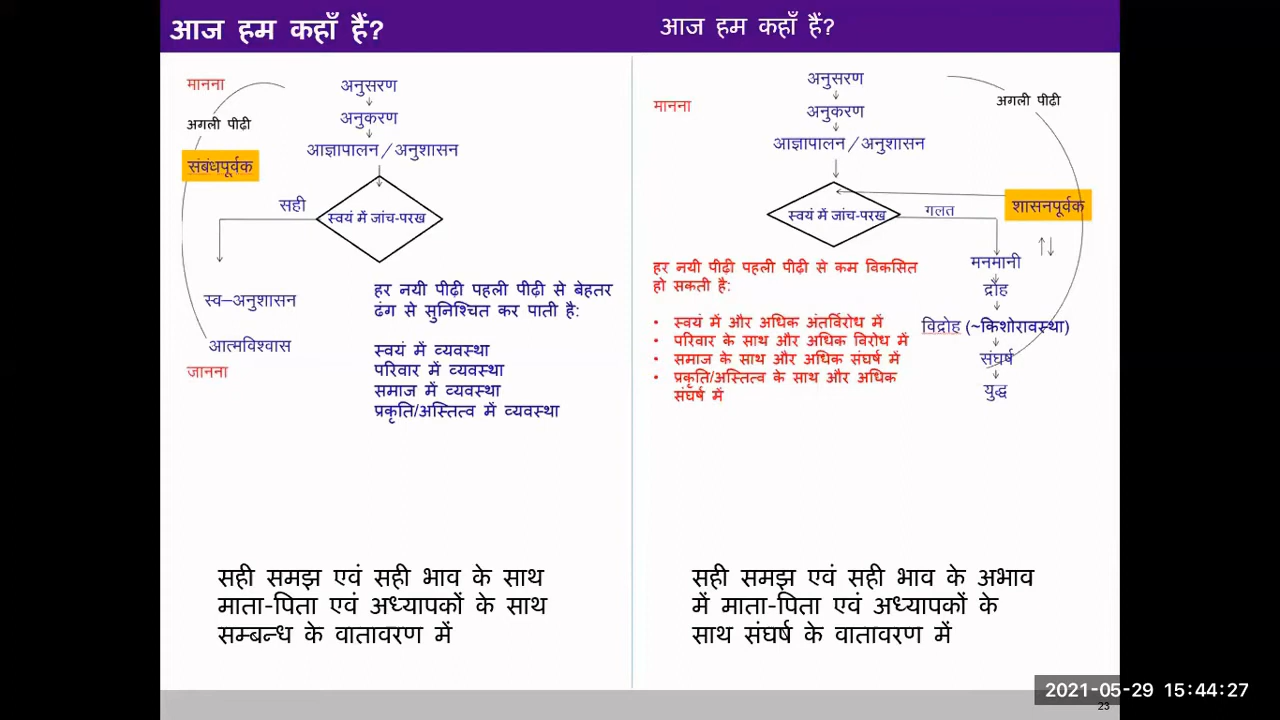 आज हम कहाँ हैं?
मानना
अनुसरण
अनुकरण
अगली पीढ़ी
आज्ञापालन/अनुशासन
संबंधपूर्वक
सही
स्वयं में जांच-परख
स्व–अनुशासन
आत्मविश्वास
जानना
हर नयी पीढ़ी पहली पीढ़ी से बेहतर
ढंग से सुनिश्चित कर पाती है:
स्वयं में व्यवस्था
परिवार में व्यवस्था
समाज में व्यवस्था
प्रकृति/अस्तित्व में व्यवस्था
सही समझ एवं सही भाव के साथ
माता-पिता एवं अध्यापकों के साथ
सम्बन्ध के वातावरण में
आज हम कहाँ हैं?
अनुसरण
अगली पीढ़ी
मानना
अनुकरण
आज्ञापालन/अनुशासन
शासनपूर्वक
स्वयं में जांच-परख
गलत
मनमानी
द्रोह
विद्रोह (~किशोरावस्था)
संघर्ष
युद्ध
हर नयी पीढ़ी पहली पीढ़ी से कम विकसित
हो सकती है:
• स्वयं में और अधिक अंतर्विरोध में
• परिवार के साथ और अधिक विरोध में
• समाज के साथ और अधिक संघर्ष में
• प्रकृति/अस्तित्व के साथ और अधिक
संघर्ष में
सही समझ एवं सही भाव के अभाव
में माता-पिता एवं अध्यापकों के
साथ संघर्ष के वातावरण में
2021-05-29 15:44:27
23